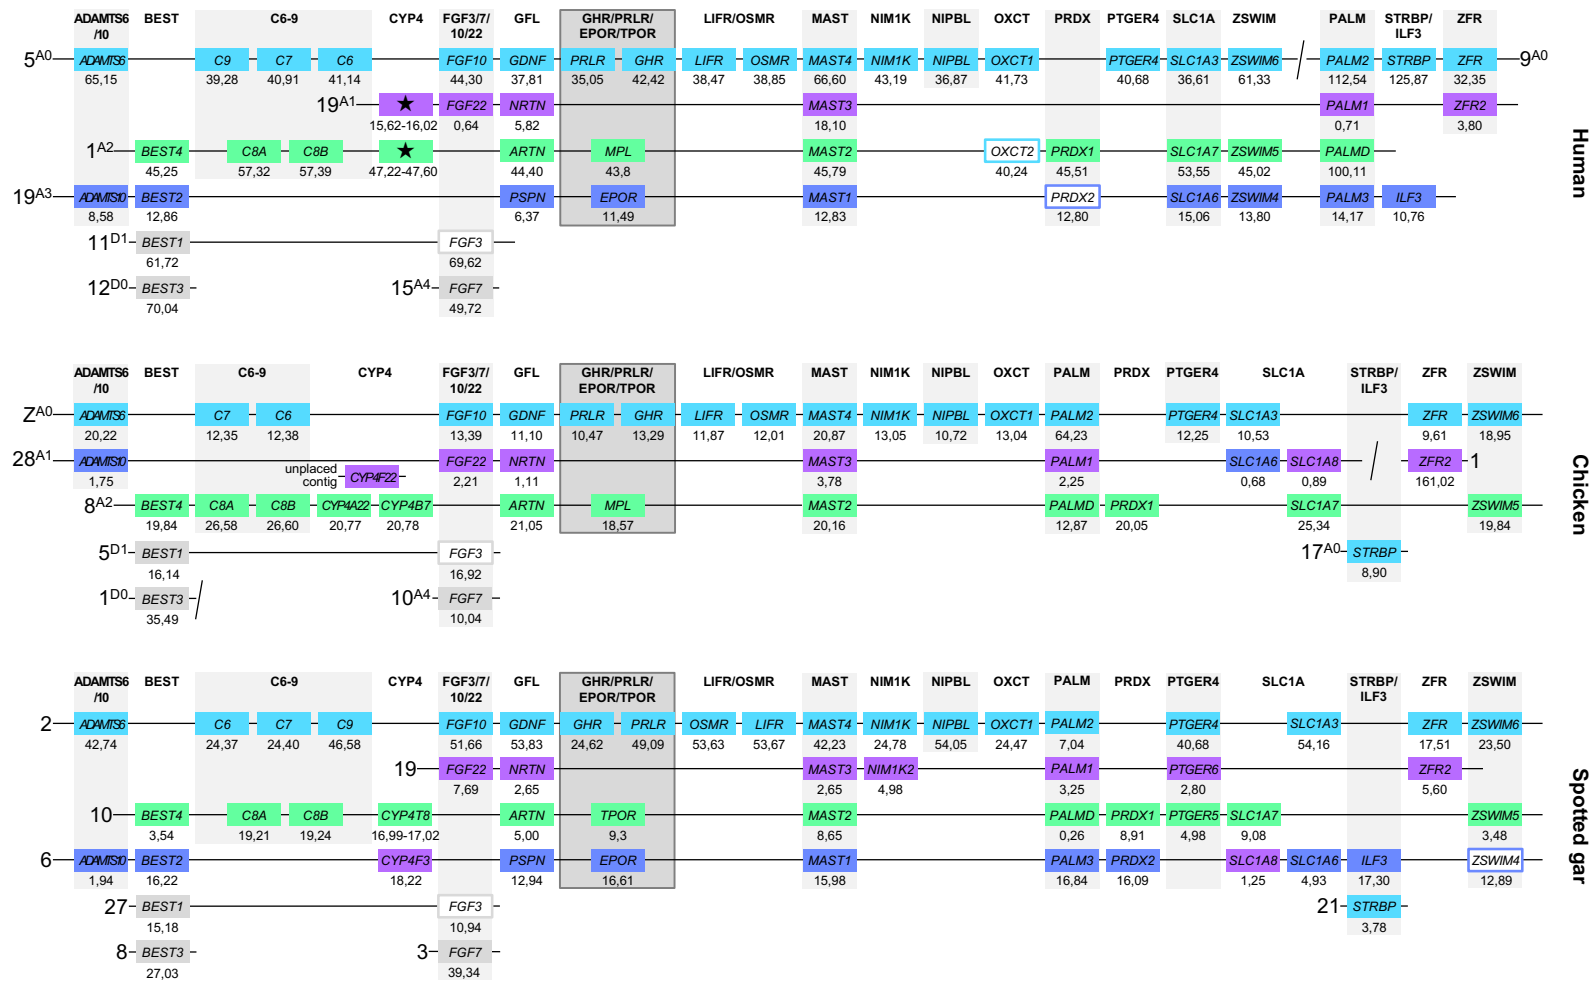 ADAMTS6 BEST C6-9 CYP4 FGF3/7/ GFL GHR/PRLR/ LIFR/OSMR MAST NIM1K NIPBL OXCT PRDX PTGER4 SLC1A ZSWIM PALM STRBP/ ZFR
/10 10/22 EPOR/TPOR ILF3
5A0 ADAMTS6 C9 C7 C6 FGF10 GDNF PRLR GHR LIFR OSMR MAST4 NIM1K NIPBL OXCT1 PTGER4 SLC1A3 ZSWIM6 PALM2 STRBP ZFR 9A0
65,15 39,28 40,91 41,14 44,30 37,81 35,05 42,42 38,47 38,85 66,60 43,19 36,87 41,73 40,68 36,61 61,33 112,54 125,87 32,35
19A1 ★ FGF22 NRTN MAST3 PALM1 ZFR2
15,62-16,02 0,64 5,82 18,10 0,71 3,80
1A2 BEST4 C8A C8B ★ ARTN MPL MAST2 OXCT2 PRDX1 SLC1A7 ZSWIM5 PALMD
45,25 57,32 57,39 47,22-47,60 44,40 43,8 45,79 40,24 45,51 53,55 45,02 100,11
19A3 ADAMTS10 BEST2 PSPN EPOR MAST1 PRDX2 SLC1A6 ZSWIM4 PALM3 ILF3
8,58 12,86 6,37 11,49 12,83 12,80 15,06 13,80 14,17 10,76
11D1 BEST1 FGF3
61,72 69,62
12D0 BEST3 15A4 FGF7
70,04 49,72
Human
ADAMTS6 BEST C6-9 CYP4 FGF3/7/ GFL GHR/PRLR/ LIFR/OSMR MAST NIM1K NIPBL OXCT PALM PRDX PTGER4 SLC1A STRBP/ ZFR ZSWIM
/10 10/22 EPOR/TPOR ILF3
ZA0 ADAMTS6 C7 C6 FGF10 GDNF PRLR GHR LIFR OSMR MAST4 NIM1K NIPBL OXCT1 PALM2 PTGER4 SLC1A3 ZFR ZSWIM6
20,22 12,35 12,38 13,39 11,10 10,47 13,29 11,87 12,01 20,87 13,05 10,72 13,04 64,23 12,25 10,53 9,61 18,95
28A1 ADAMTS10 unplaced contig CYP4F22 FGF22 NRTN MAST3 PALM1 SLC1A6 SLC1A8 ZFR2 1
1,75 2,21 1,11 3,78 2,25 0,68 0,89 161,02
8A2 BEST4 C8A C8B CYP4A22 CYP4B7 ARTN MPL MAST2 PALMD PRDX1 SLC1A7 ZSWIM5
19,84 26,58 26,60 20,77 20,78 21,05 18,57 20,16 12,87 20,05 25,34 19,84
5D1 BEST1 FGF3 17A0 STRBP
16,14 16,92 8,90
1D0 BEST3 10A4 FGF7
35,49 10,04
Chicken
ADAMTS6 BEST C6-9 CYP4 FGF3/7/ GFL GHR/PRLR/ LIFR/OSMR MAST NIM1K NIPBL OXCT PALM PRDX PTGER4 SLC1A STRBP/ ZFR ZSWIM
/10 10/22 EPOR/TPOR ILF3
2 ADAMTS6 C6 C7 C9 FGF10 GDNF GHR PRLR OSMR LIFR MAST4 NIM1K NIPBL OXCT1 PALM2 PTGER4 SLC1A3 ZFR ZSWIM6
42,74 24,37 24,40 46,58 51,66 53,83 24,62 49,09 53,63 53,67 42,23 24,78 54,05 24,47 7,04 40,68 54,16 17,51 23,50
19 FGF22 NRTN MAST3 NIM1K2 PALM1 PTGER6 ZFR2
7,69 2,65 2,65 4,98 3,25 2,80 5,60
10 BEST4 C8A C8B CYP4T8 ARTN TPOR MAST2 PALMD PRDX1 PTGER5 SLC1A7 ZSWIM5
3,54 19,21 19,24 16,99-17,02 5,00 9,3 8,65 0,26 8,91 4,98 9,08 3,48
6 ADAMTS10 BEST2 CYP4F3 PSPN EPOR MAST1 PALM3 PRDX2 SLC1A8 SLC1A6 ILF3 ZSWIM4
1,94 16,22 18,22 12,94 16,61 15,98 16,84 16,09 1,25 4,93 17,30 12,89
27 BEST1 FGF3 21 STRBP
15,18 10,94 3,78
8 BEST3 3 FGF7
27,03 39,34
Spotted gar